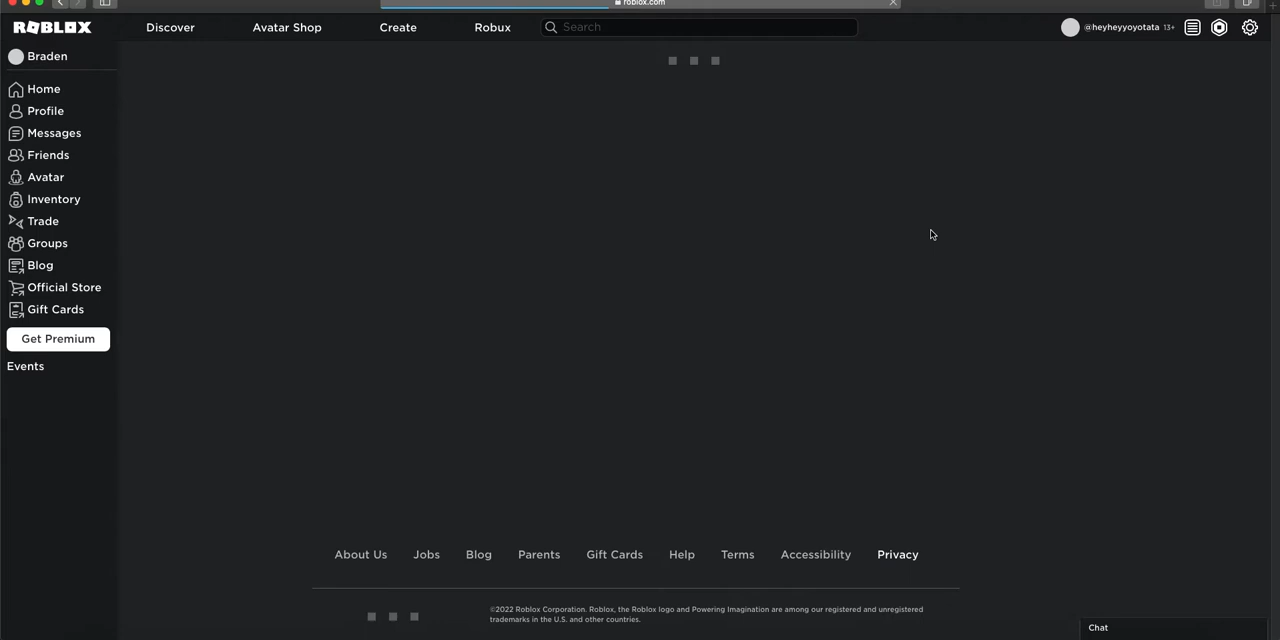 roblox.com
ROBLOX
Discover
Avatar Shop
Create
Robux
Search
@heyheyyoyotata 13+
Braden
Home
Profile
Messages
Friends
Avatar
Inventory
Trade
Groups
Blog
Official Store
Gift Cards
Get Premium
Events
About Us
Jobs
Blog
Parents
Gift Cards
Help
Terms
Accessibility
Privacy
©2022 Roblox Corporation. Roblox, the Roblox logo and Powering Imagination are among our registered and unregistered
trademarks in the U.S. and other countries.
Chat